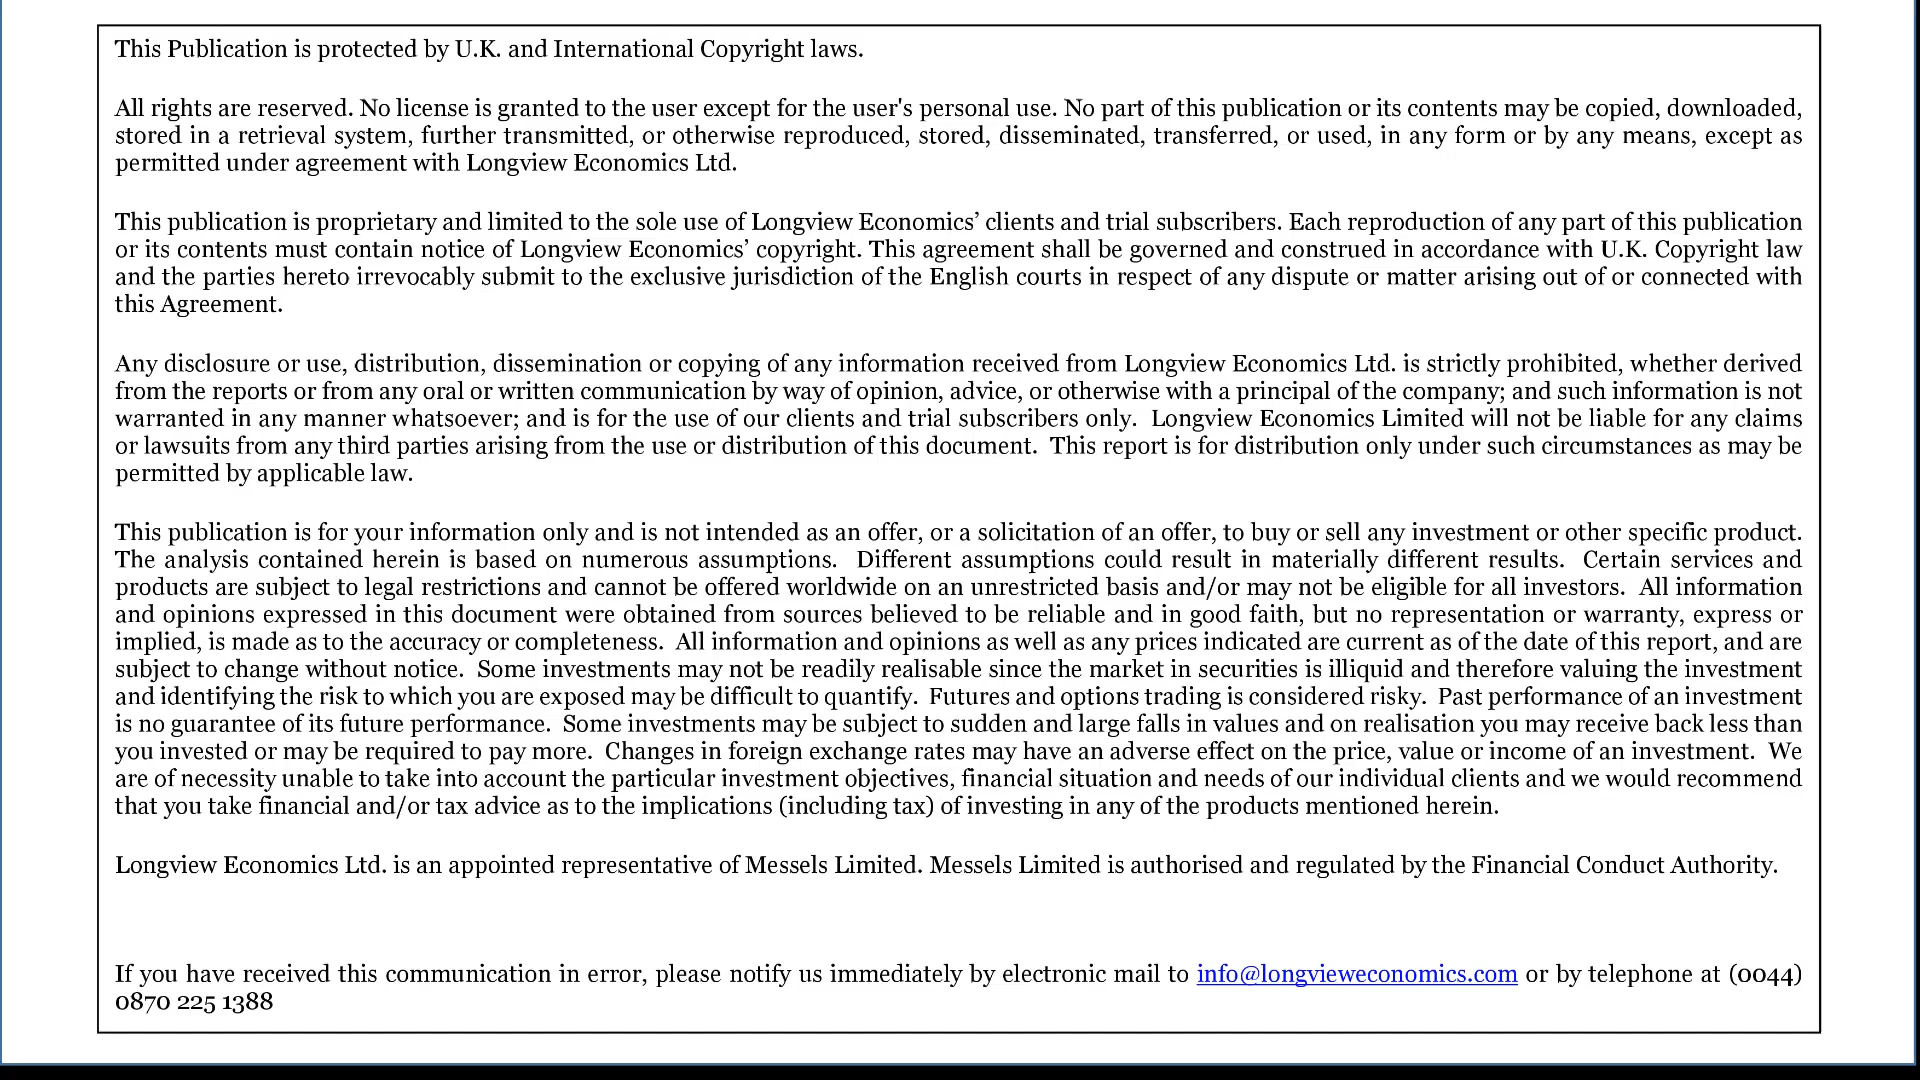 This Publication is protected by U.K. and International Copyright laws.
All rights are reserved. No license is granted to the user except for the user's personal use. No part of this publication or its contents may be copied, downloaded,
stored in a retrieval system, further transmitted, or otherwise reproduced, stored, disseminated, transferred, or used, in any form or by any means, except as
permitted under agreement with Longview Economics Ltd.
This publication is proprietary and limited to the sole use of Longview Economics’ clients and trial subscribers. Each reproduction of any part of this publication
or its contents must contain notice of Longview Economics’ copyright. This agreement shall be governed and construed in accordance with U.K. Copyright law
and the parties hereto irrevocably submit to the exclusive jurisdiction of the English courts in respect of any dispute or matter arising out of or connected with
this Agreement.
Any disclosure or use, distribution, dissemination or copying of any information received from Longview Economics Ltd. is strictly prohibited, whether derived
from the reports or from any oral or written communication by way of opinion, advice, or otherwise with a principal of the company; and such information is not
warranted in any manner whatsoever; and is for the use of our clients and trial subscribers only.  Longview Economics Limited will not be liable for any claims
or lawsuits from any third parties arising from the use or distribution of this document.  This report is for distribution only under such circumstances as may be
permitted by applicable law.
This publication is for your information only and is not intended as an offer, or a solicitation of an offer, to buy or sell any investment or other specific product.
The analysis contained herein is based on numerous assumptions.  Different assumptions could result in materially different results.  Certain services and
products are subject to legal restrictions and cannot be offered worldwide on an unrestricted basis and/or may not be eligible for all investors.  All information
and opinions expressed in this document were obtained from sources believed to be reliable and in good faith, but no representation or warranty, express or
implied, is made as to the accuracy or completeness.  All information and opinions as well as any prices indicated are current as of the date of this report, and are
subject to change without notice.  Some investments may not be readily realisable since the market in securities is illiquid and therefore valuing the investment
and identifying the risk to which you are exposed may be difficult to quantify.  Futures and options trading is considered risky.  Past performance of an investment
is no guarantee of its future performance.  Some investments may be subject to sudden and large falls in values and on realisation you may receive back less than
you invested or may be required to pay more.  Changes in foreign exchange rates may have an adverse effect on the price, value or income of an investment.  We
are of necessity unable to take into account the particular investment objectives, financial situation and needs of our individual clients and we would recommend
that you take financial and/or tax advice as to the implications (including tax) of investing in any of the products mentioned herein.
Longview Economics Ltd. is an appointed representative of Messels Limited. Messels Limited is authorised and regulated by the Financial Conduct Authority.
If you have received this communication in error, please notify us immediately by electronic mail to info@longvieweconomics.com or by telephone at (0044)
0870 225 1388